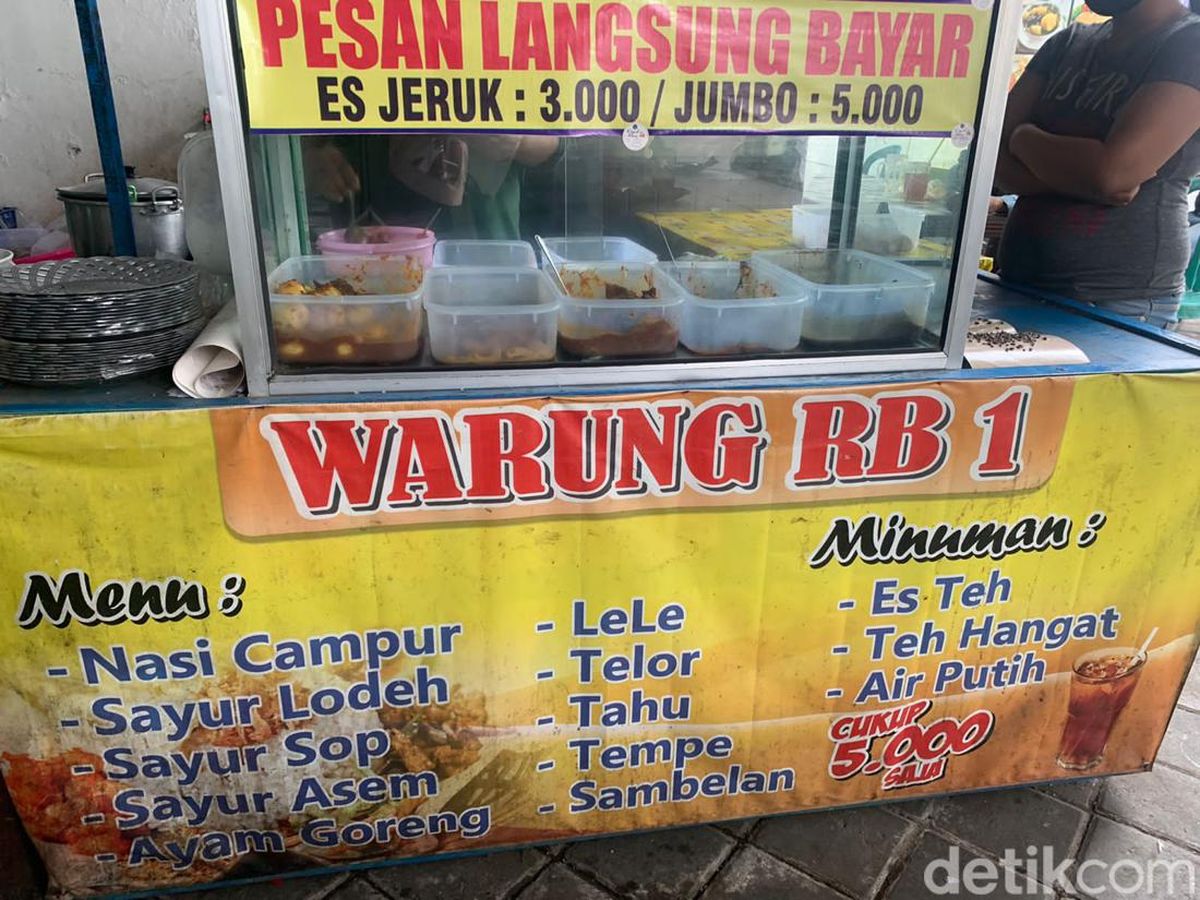 PESAN LANGSUNG BAYAR
ES JERUK : 3.000 / JUMBO : 5.000
WARUNG RB 1
Menu :
- Nasi Campur
- Sayur Lodeh
- Sayur Sop
- Sayur Asem
- Ayam Goreng
- LeLe
- Telor
- Tahu
- Tempe
- Sambelan
Minuman :
- Es Teh
- Teh Hangat
- Air Putih
CUKUP
5.000
SAJA
detikcom